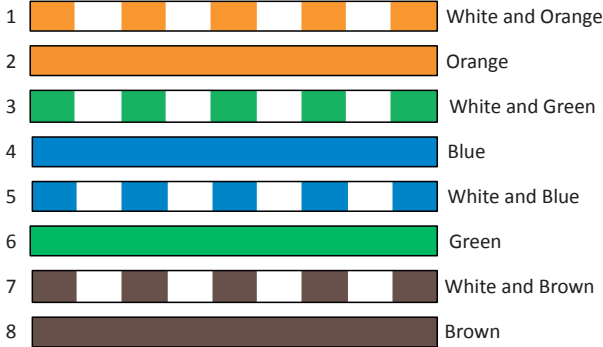 1 White and Orange
2 Orange
3 White and Green
4 Blue
5 White and Blue
6 Green
7 White and Brown
8 Brown